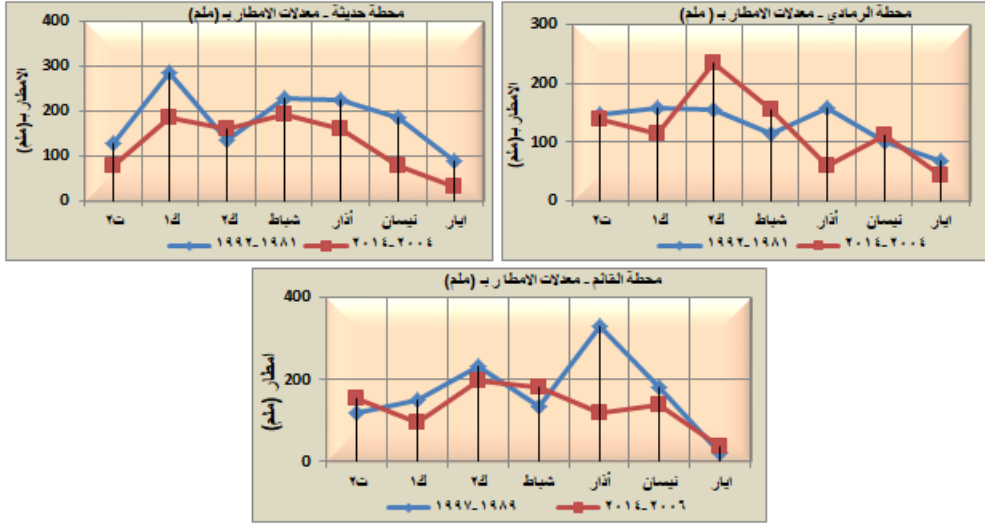 محطة حديثة - معدلات الامطار بـ (ملم)
الامطار بـ(ملم)
400
300
200
100
0
ت٢ ك١ ك٢ شباط أذار نيسان ايار
١٩٨١-١٩٩٢ ٢٠٠٤-٢٠١٤
محطة الرمادي - معدلات الامطار بـ ( ملم)
الامطار بـ(ملم)
300
200
100
0
ت٢ ك١ ك٢ شباط أذار نيسان ايار
١٩٨١-١٩٩٢ ٢٠٠٤-٢٠١٤
محطة القائم - معدلات الامطار بـ (ملم)
امطار (ملم)
400
200
0
ت٢ ك١ ك٢ شباط أذار نيسان ايار
١٩٨٩-١٩٩٧ ٢٠٠٦-٢٠١٤